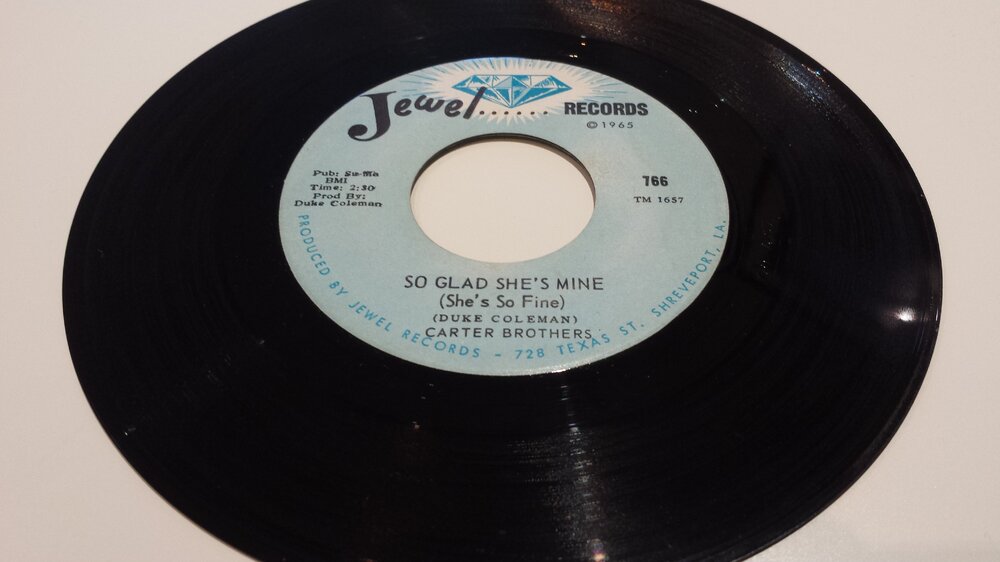 Jewel...... RECORDS
©1965
Pub: Su-Ma
BMI
Time: 2:30
Prod By:
Duke Coleman
766
TM 1657
SO GLAD SHE'S MINE
(She's So Fine)
(DUKE COLEMAN)
CARTER BROTHERS
PRODUCED BY JEWEL RECORDS - 728 TEXAS ST. SHREVEPORT, LA.